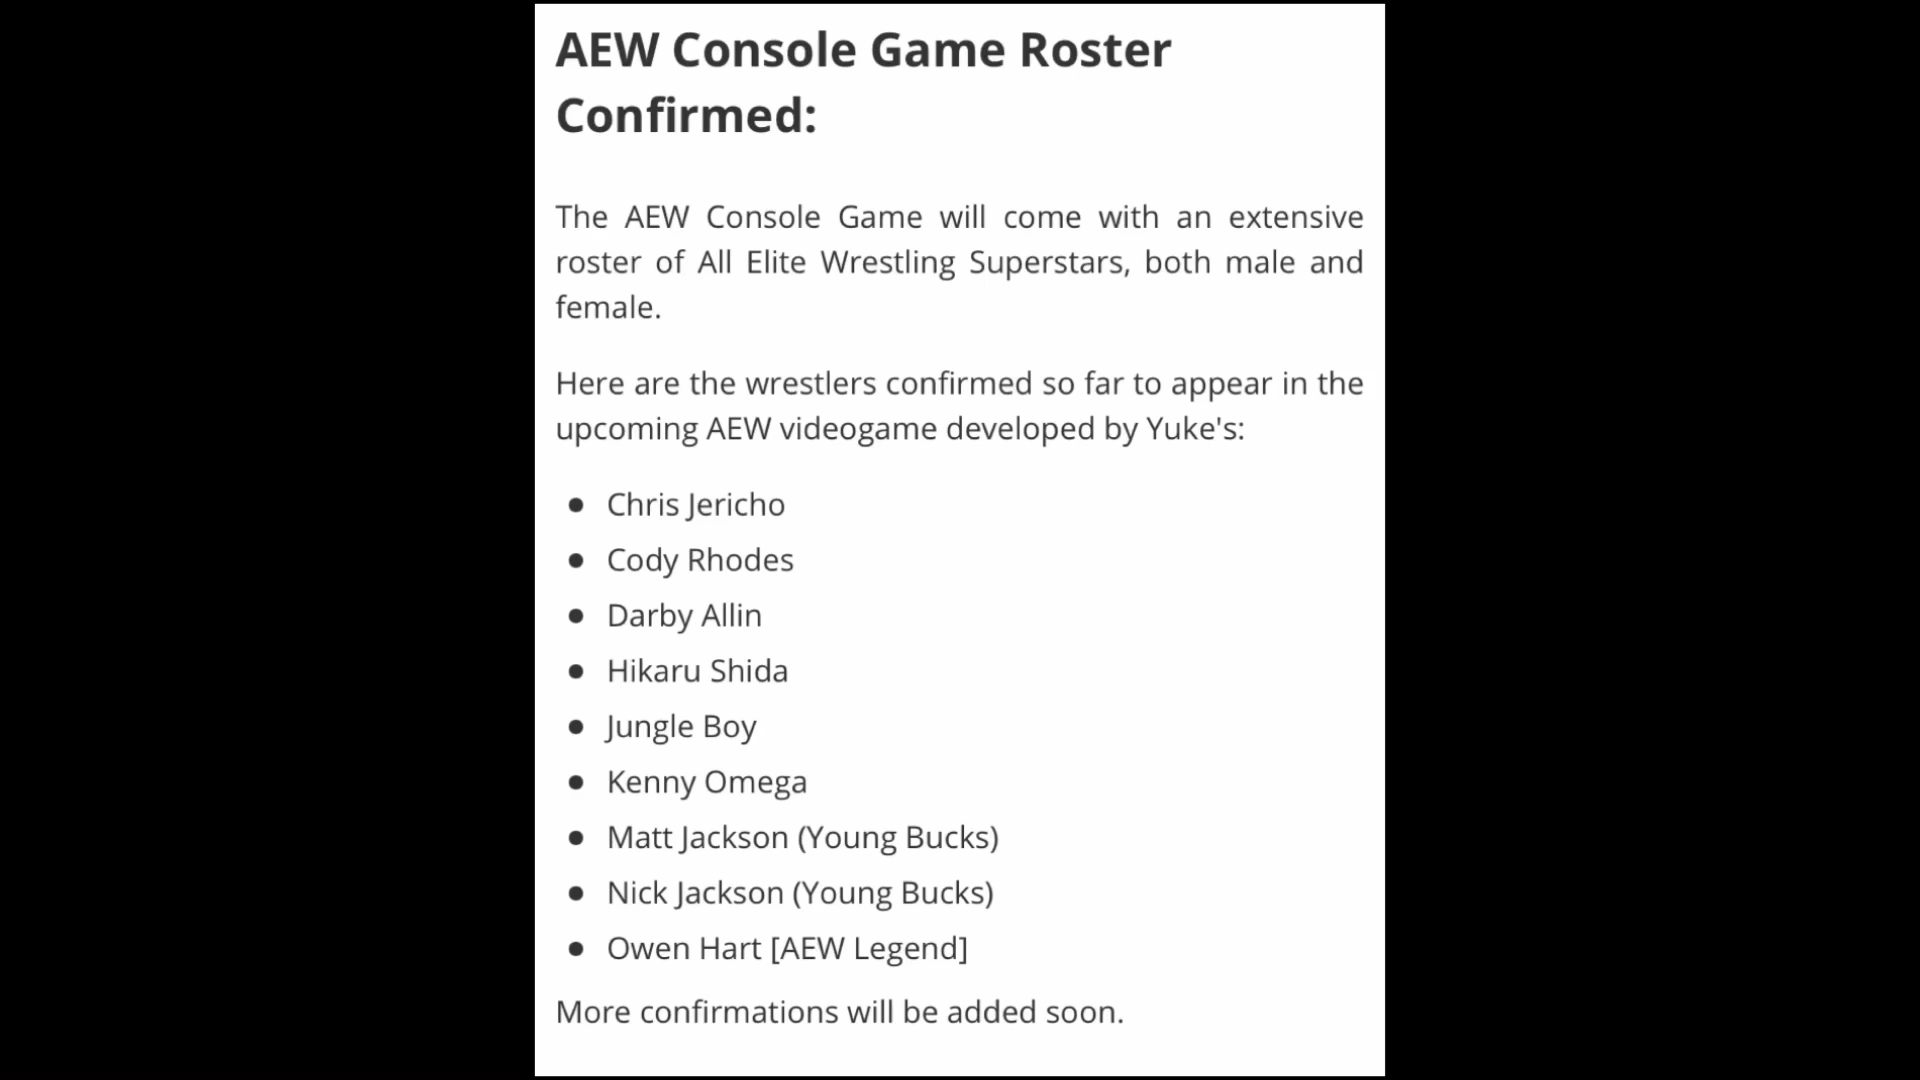 AEW Console Game Roster
Confirmed:
The AEW Console Game will come with an extensive
roster of All Elite Wrestling Superstars, both male and
female.
Here are the wrestlers confirmed so far to appear in the
upcoming AEW videogame developed by Yuke's:
● Chris Jericho
● Cody Rhodes
● Darby Allin
● Hikaru Shida
● Jungle Boy
● Kenny Omega
● Matt Jackson (Young Bucks)
● Nick Jackson (Young Bucks)
● Owen Hart [AEW Legend]
More confirmations will be added soon.